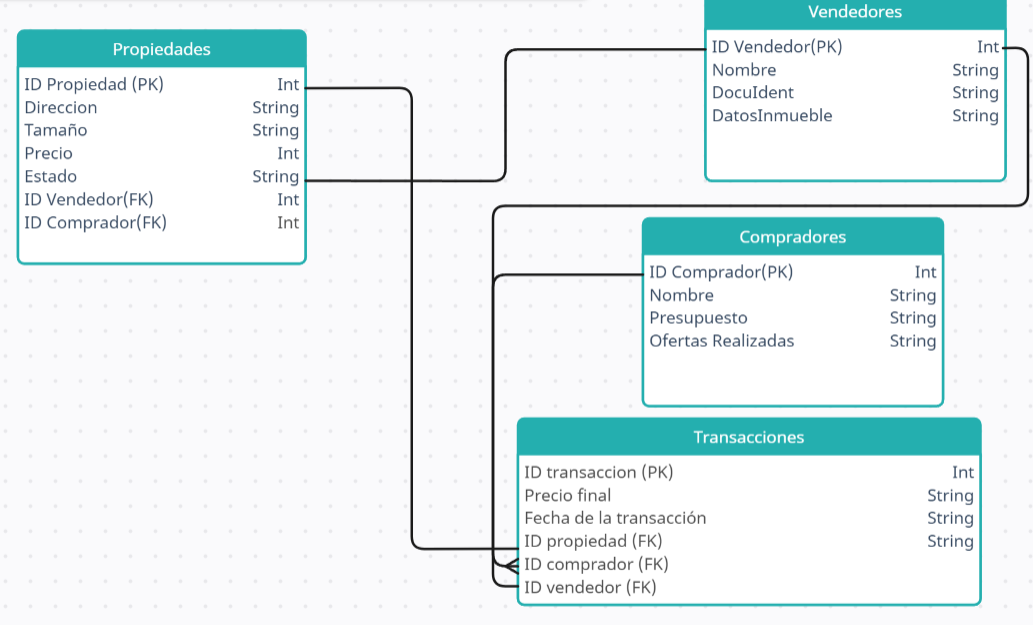 Propiedades
ID Propiedad (PK) Int
Direccion String
Tamaño String
Precio Int
Estado String
ID Vendedor(FK) Int
ID Comprador(FK) Int
Vendedores
ID Vendedor(PK) Int
Nombre String
DocuIdent String
DatosInmueble String
Compradores
ID Comprador(PK) Int
Nombre String
Presupuesto String
Ofertas Realizadas String
Transacciones
ID transaccion (PK) Int
Precio final String
Fecha de la transacción String
ID propiedad (FK) String
ID comprador (FK)
ID vendedor (FK)